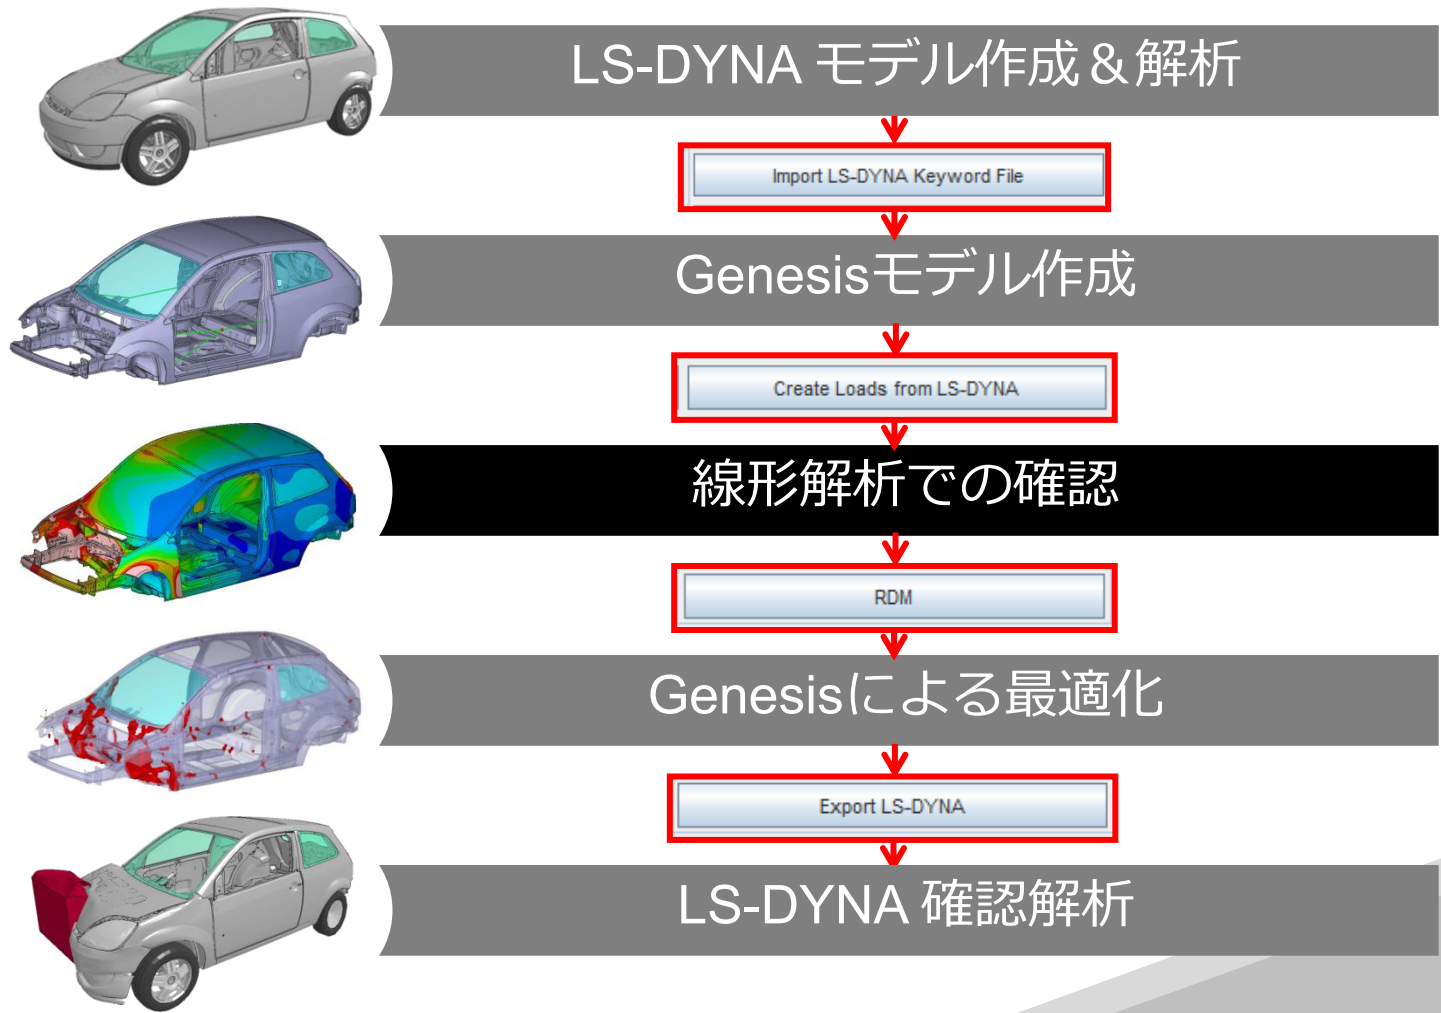 LS-DYNA モデル作成＆解析
Import LS-DYNA Keyword File
Genesisモデル作成
Create Loads from LS-DYNA
線形解析での確認
RDM
Genesisによる最適化
Export LS-DYNA
LS-DYNA 確認解析